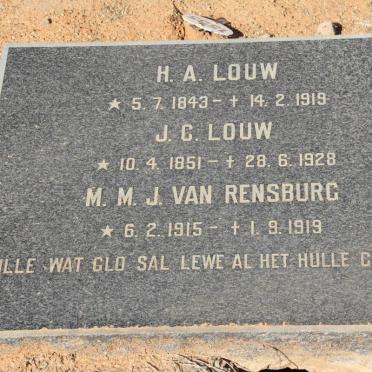 H. A. LOUW
★ 5. 7. 1843 – † 14. 2. 1919
J. C. LOUW
★ 10. 4. 1851 – † 28. 6. 1928
M. M. J. VAN RENSBURG
★ 6. 2. 1915 – † 1. 9. 1919
WAT GLO SAL LEWE AL HET HULLE